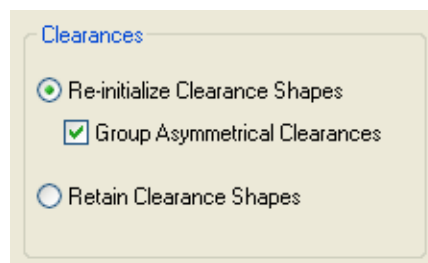 Clearances
Re-initialize Clearance Shapes
Group Asymmetrical Clearances
Retain Clearance Shapes